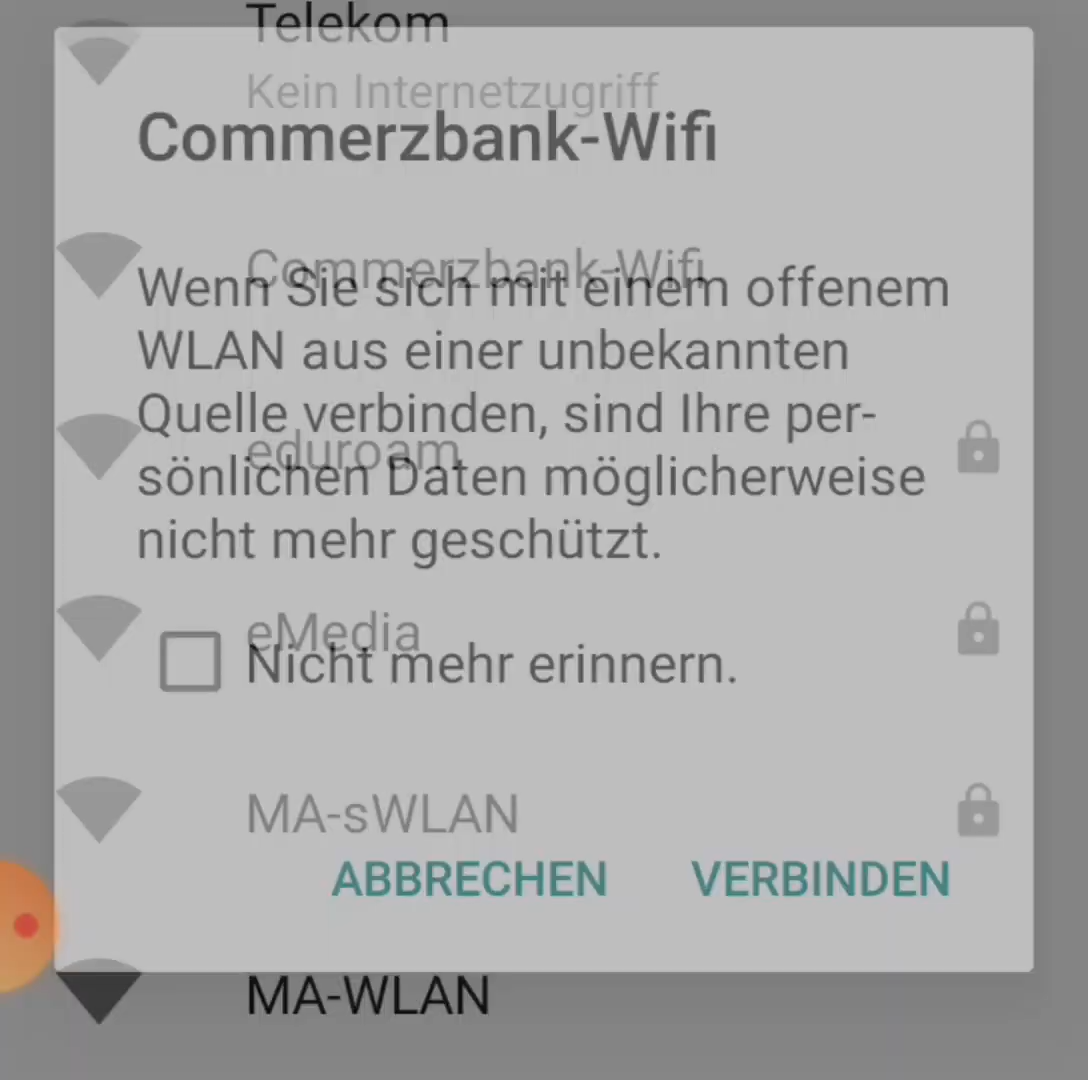 Telekom
Kein Internetzugriff
Commerzbank-Wifi
Commerzbank-Wifi
Wenn Sie sich mit einem offenem
WLAN aus einer unbekannten
Quelle verbinden, sind Ihre per-
eduroam
sönlichen Daten möglicherweise
nicht mehr geschützt.
eMedia
Nicht mehr erinnern.
MA-sWLAN
ABBRECHEN VERBINDEN
MA-WLAN